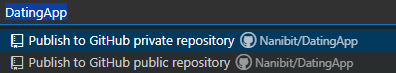 DatingApp
Publish to GitHub private repository Nanibit/DatingApp
Publish to GitHub public repository Nanibit/DatingApp